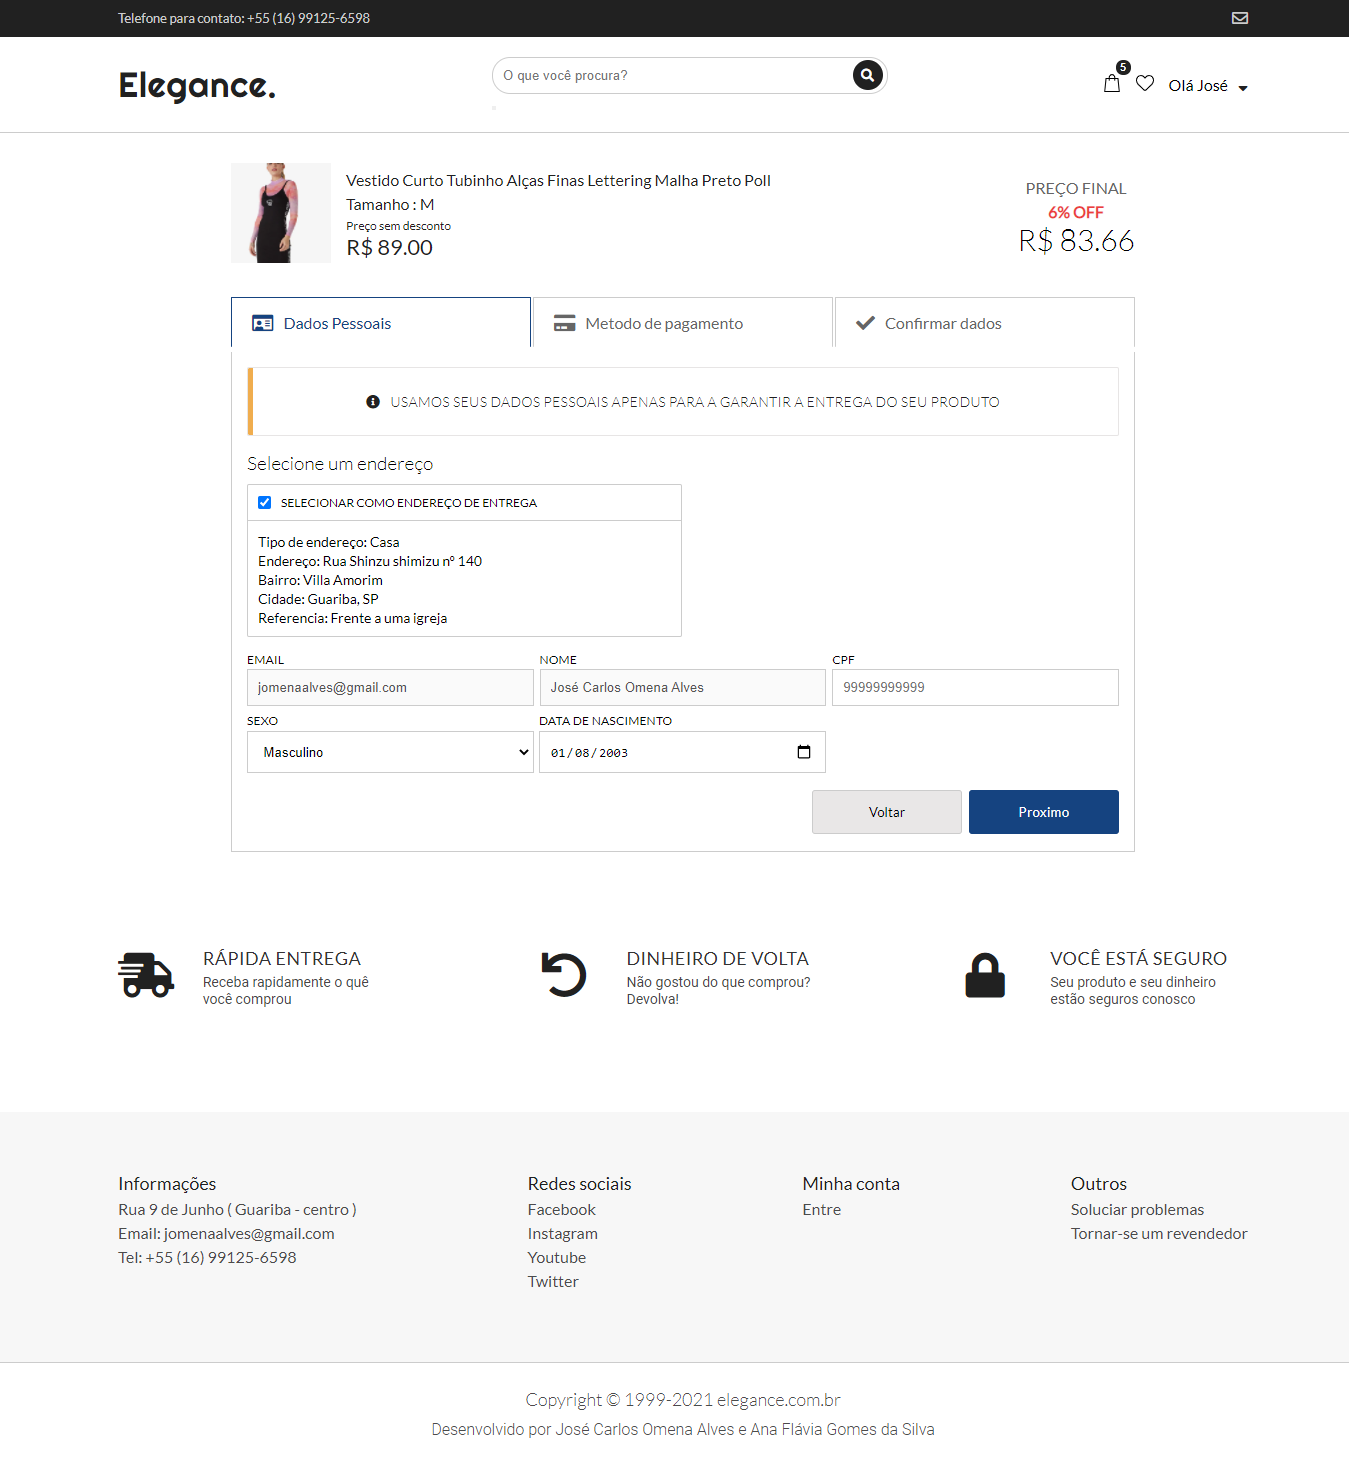 Telefone para contato: +55 (16) 99125-6598
Elegance.
O que você procura?
5
Olá José
Vestido Curto Tubinho Alças Finas Lettering Malha Preto Poll
Tamanho : M
Preço sem desconto
R$ 89.00
PREÇO FINAL
6% OFF
R$ 83.66
Dados Pessoais
Metodo de pagamento
Confirmar dados
USAMOS SEUS DADOS PESSOAIS APENAS PARA A GARANTIR A ENTREGA DO SEU PRODUTO
Selecione um endereço
SELECIONAR COMO ENDEREÇO DE ENTREGA
Tipo de endereço: Casa
Endereço: Rua Shinzu shimizu nº 140
Bairro: Villa Amorim
Cidade: Guariba, SP
Referencia: Frente a uma igreja
EMAIL
NOME
CPF
jomenaalves@gmail.com
José Carlos Omena Alves
99999999999
SEXO
DATA DE NASCIMENTO
Masculino
01/08/2003
Voltar
Proximo
RÁPIDA ENTREGA
Receba rapidamente o quê
você comprou
DINHEIRO DE VOLTA
Não gostou do que comprou?
Devolva!
VOCÊ ESTÁ SEGURO
Seu produto e seu dinheiro
estão seguros conosco
Informações
Rua 9 de Junho ( Guariba - centro )
Email: jomenaalves@gmail.com
Tel: +55 (16) 99125-6598
Redes sociais
Facebook
Instagram
Youtube
Twitter
Minha conta
Entre
Outros
Soluciar problemas
Tornar-se um revendedor
Copyright © 1999-2021 elegance.com.br
Desenvolvido por José Carlos Omena Alves e Ana Flávia Gomes da Silva